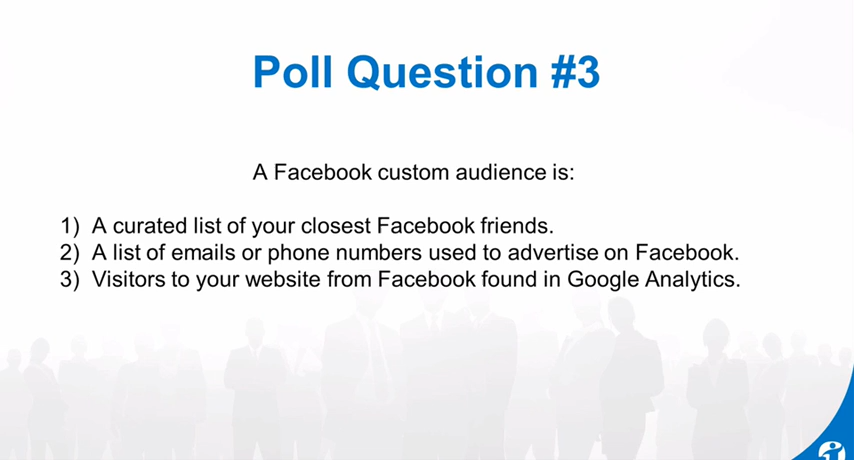 Poll Question #3
A Facebook custom audience is:
1) A curated list of your closest Facebook friends.
2) A list of emails or phone numbers used to advertise on Facebook.
3) Visitors to your website from Facebook found in Google Analytics.